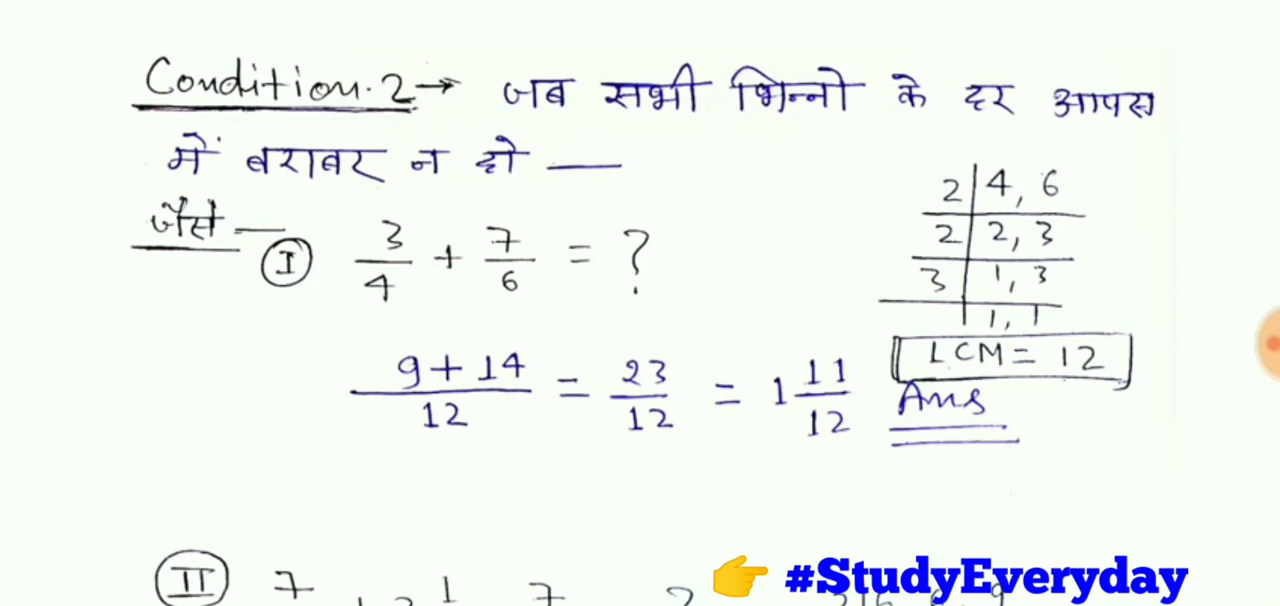 Condition.2→ जब सभी भिन्नो के हर आपस
में बराबर न हो —
जैसे —
I 3/4 + 7/6 = ?
2 | 4, 6
2 | 2, 3
3 | 1, 3
1, 1
LCM = 12
9+14/12 = 23/12 = 1 11/12 Ans
II 7
👉 #StudyEveryday